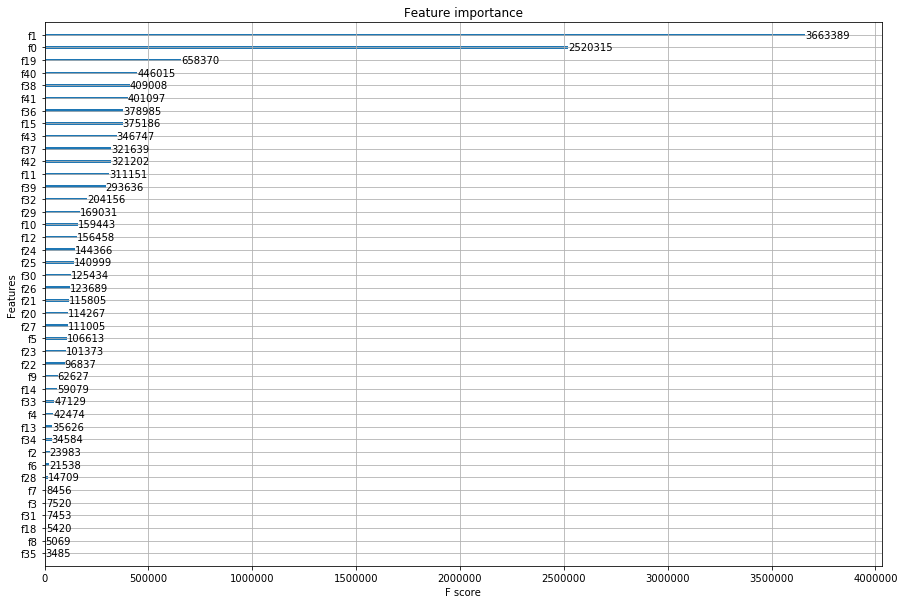 Feature importance
f1 3663389
f0 2520315
f19 658370
f40 446015
f38 409008
f41 401097
f36 378985
f15 375186
f43 346747
f37 321639
f42 321202
f11 311151
f39 293636
f32 204156
f29 169031
f10 159443
f12 156458
f24 144366
f25 140999
f30 125434
f26 123689
f21 115805
f20 114267
f27 111005
f5 106613
f23 101373
f22 96837
f9 62627
f14 59079
f33 47129
f4 42474
f13 35626
f34 34584
f2 23983
f6 21538
f28 14709
f7 8456
f3 7520
f31 7453
f18 5420
f8 5069
f35 3485
Features
0 500000 1000000 1500000 2000000 2500000 3000000 3500000 4000000
F score